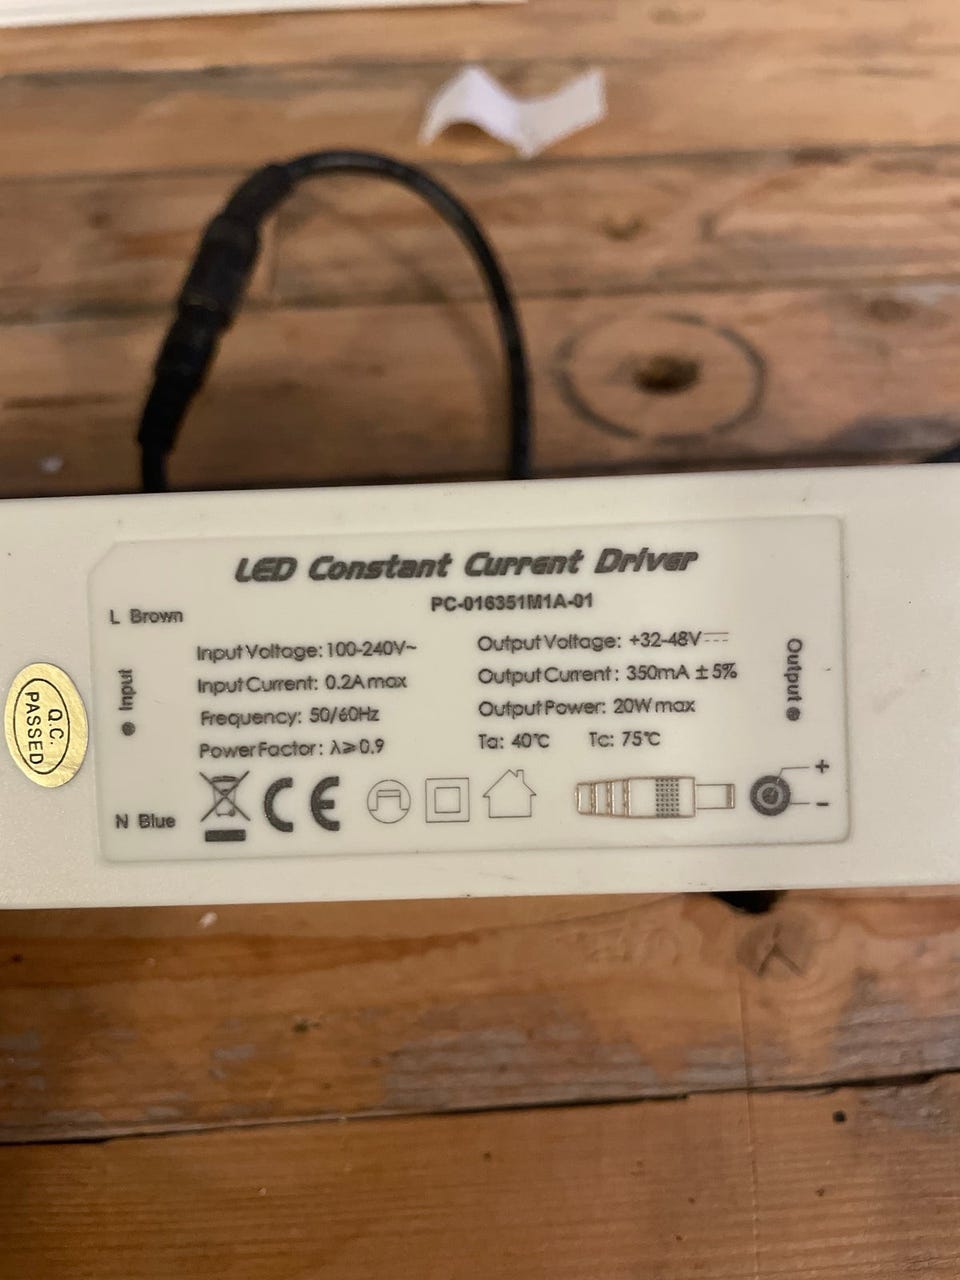 LED Constant Current Driver
PC-016351M1A-01
L Brown
Input
N Blue
Input Voltage: 100-240V~
Input Current: 0.2A max
Frequency: 50/60Hz
Power Factor: λ≥0.9
Output Voltage: +32-48V⎓
Output Current: 350mA ±5%
Output Power: 20W max
Ta: 40℃ Tc: 75℃
CE
+
-
Output
Q.C.
PASSED